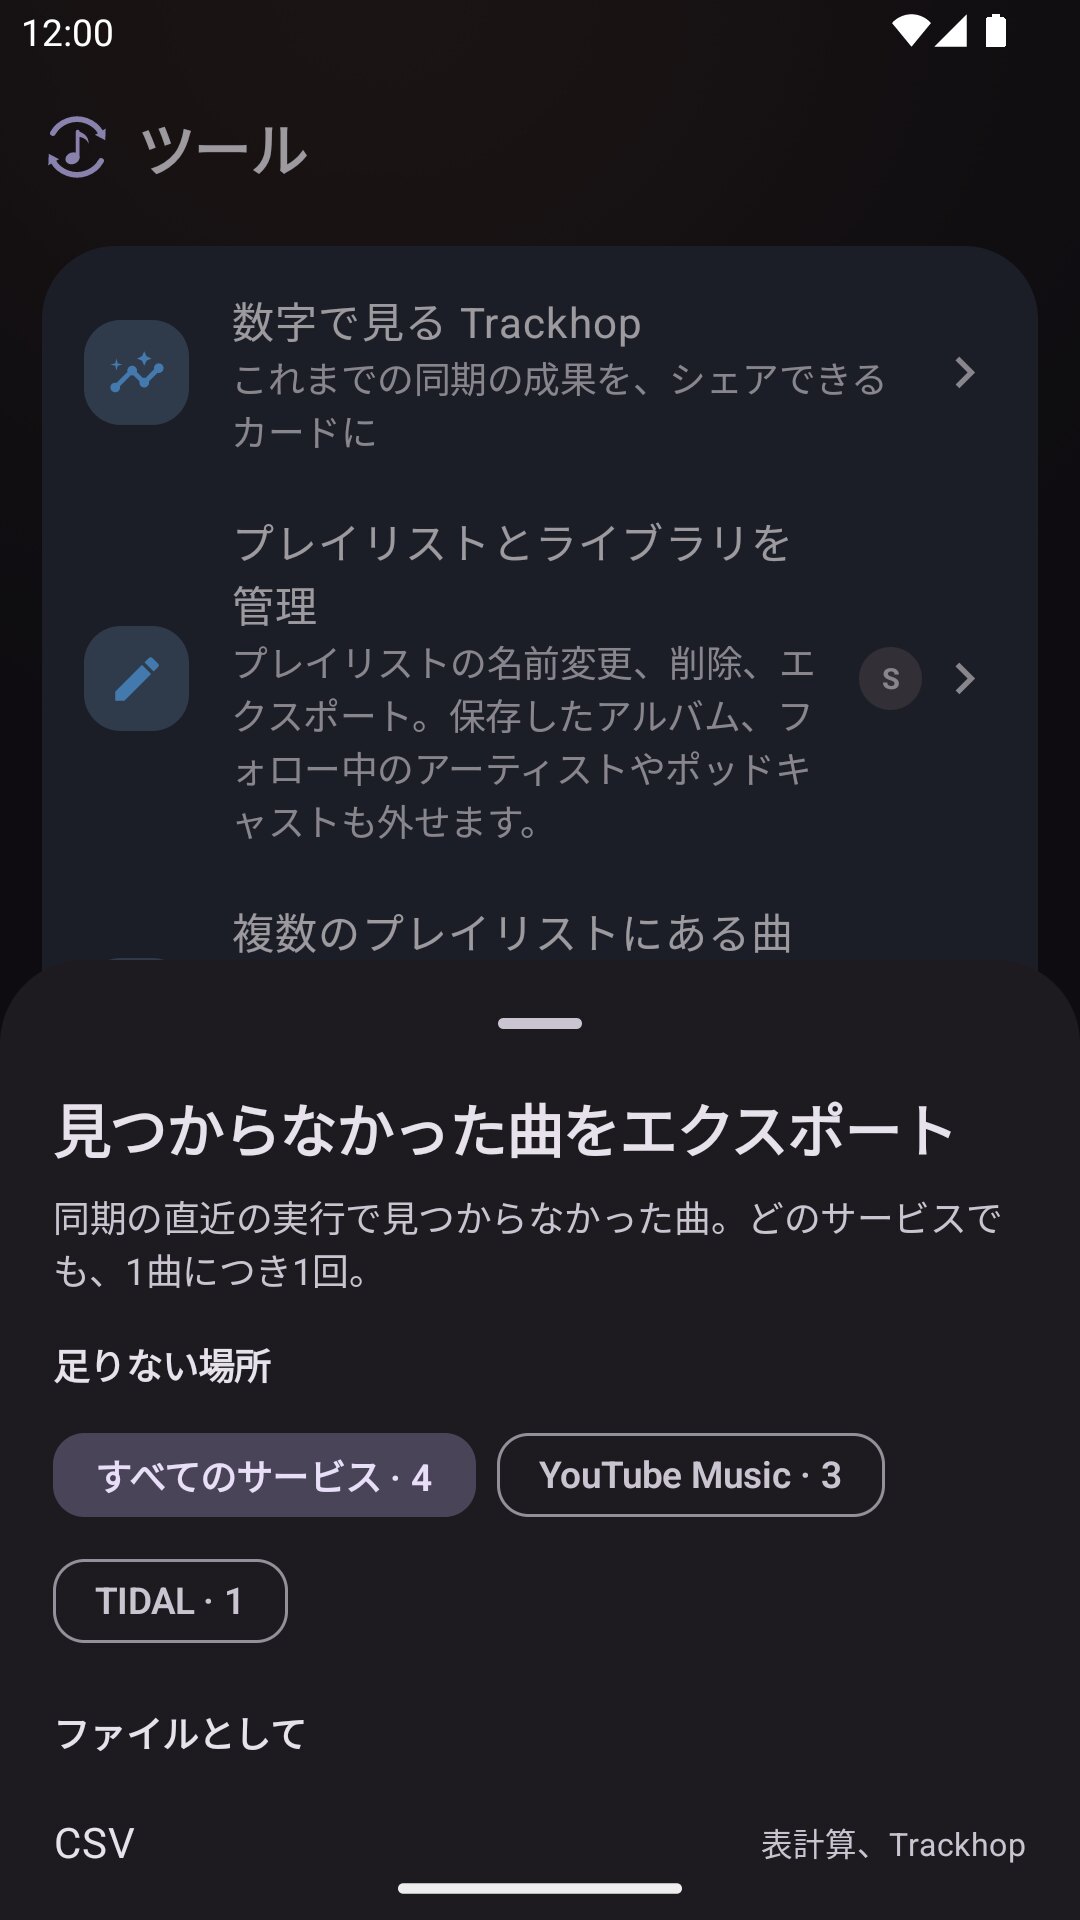 12:00
ツール
数字で見る Trackhop
これまでの同期の成果を、シェアできる
カードに
プレイリストとライブラリを
管理
プレイリストの名前変更、削除、エ
クスポート。保存したアルバム、フ
ォロー中のアーティストやポッドキ
ャストも外せます。
S
複数のプレイリストにある曲
見つからなかった曲をエクスポート
同期の直近の実行で見つからなかった曲。どのサービスで
も、1曲につき1回。
足りない場所
すべてのサービス · 4
YouTube Music · 3
TIDAL · 1
ファイルとして
CSV
表計算、Trackhop